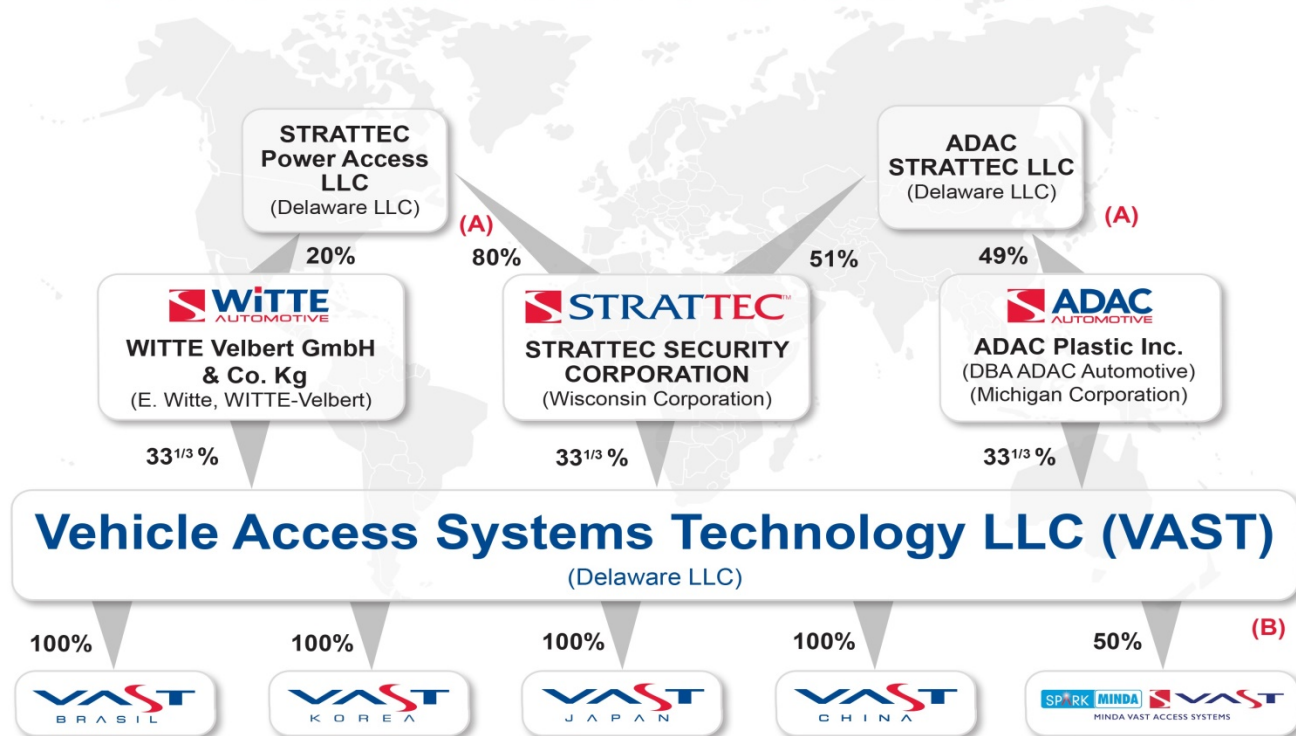 STRATTEC
Power Access
LLC
(Delaware LLC)
ADAC
STRATTEC LLC
(Delaware LLC)
(A)
(A)
20%
80%
51%
49%
WiTTE
AUTOMOTIVE
WITTE Velbert GmbH
& Co. Kg
(E. Witte, WITTE-Velbert)
STRATTEC™
STRATTEC SECURITY
CORPORATION
(Wisconsin Corporation)
ADAC
AUTOMOTIVE
ADAC Plastic Inc.
(DBA ADAC Automotive)
(Michigan Corporation)
33 1/3 %
33 1/3 %
33 1/3 %
Vehicle Access Systems Technology LLC (VAST)
(Delaware LLC)
100%
100%
100%
100%
50%
(B)
VAST
BRASIL
VAST
KOREA
VAST
JAPAN
VAST
CHINA
SPARK MINDA VAST
MINDA VAST ACCESS SYSTEMS